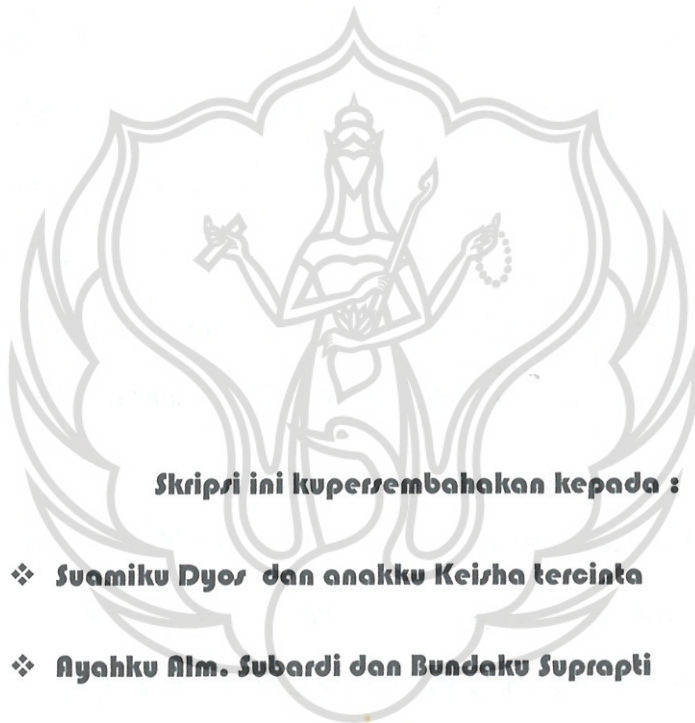 Skripsi ini kupersembahakan kepada :
❖ Suamiku Dyos dan anakku Keisha tercinta
❖ Ayahku Alm. Subardi dan Bundaku Suprapti